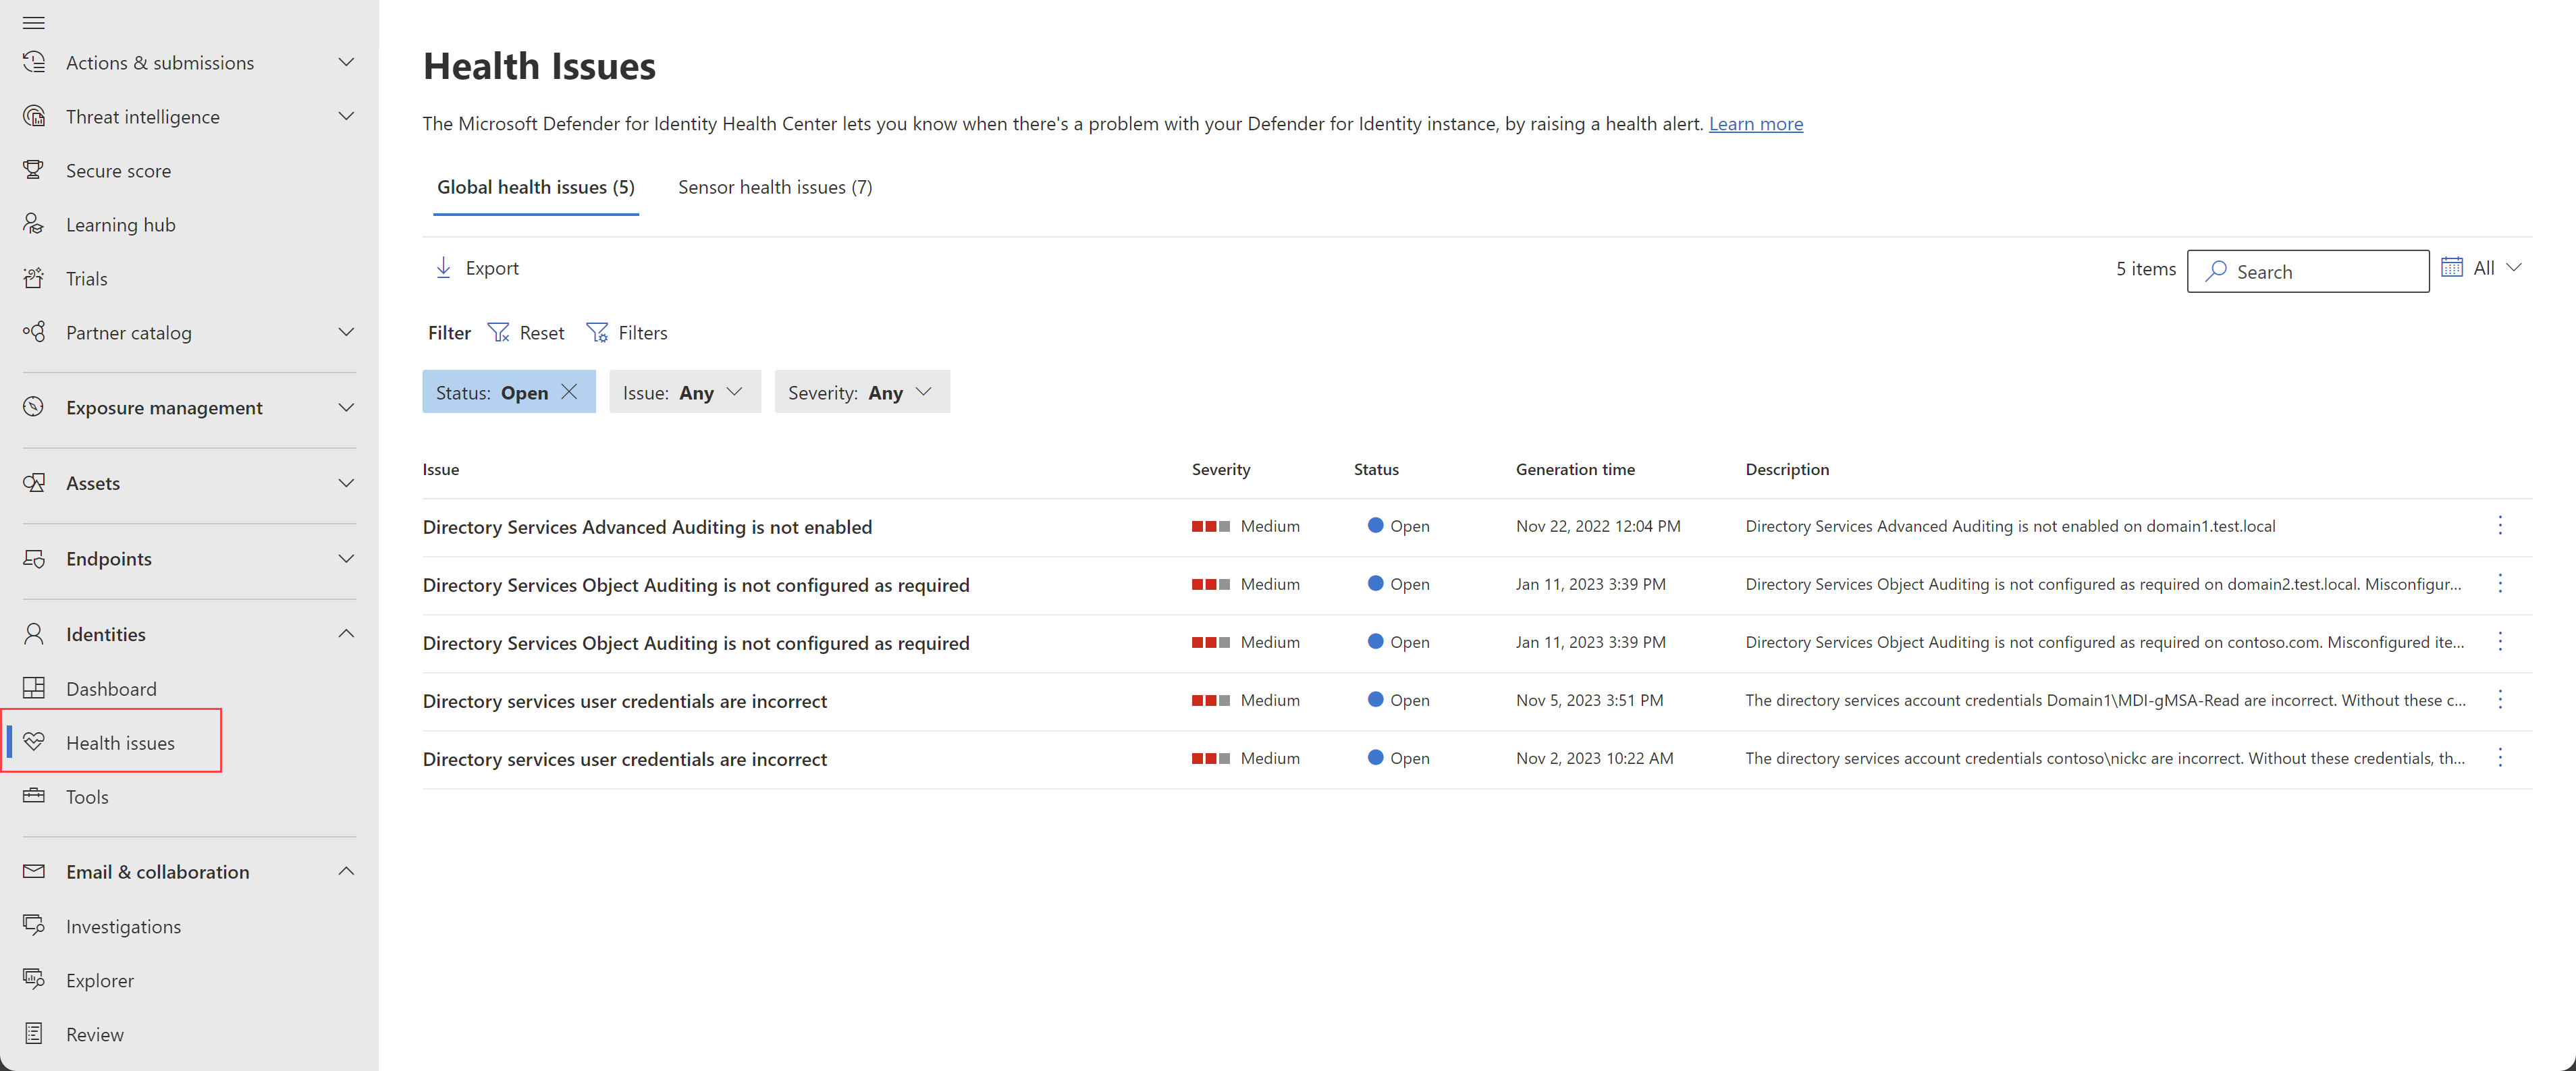 Actions & submissions
Threat intelligence
Secure score
Learning hub
Trials
Partner catalog
Exposure management
Assets
Endpoints
Identities
Dashboard
Health issues
Tools
Email & collaboration
Investigations
Explorer
Review
Health Issues
The Microsoft Defender for Identity Health Center lets you know when there's a problem with your Defender for Identity instance, by raising a health alert. Learn more
Global health issues (5) Sensor health issues (7)
Export 5 items Search All
Filter Reset Filters
Status: Open Issue: Any Severity: Any
Issue Severity Status Generation time Description
Directory Services Advanced Auditing is not enabled Medium Open Nov 22, 2022 12:04 PM Directory Services Advanced Auditing is not enabled on domain1.test.local
Directory Services Object Auditing is not configured as required Medium Open Jan 11, 2023 3:39 PM Directory Services Object Auditing is not configured as required on domain2.test.local. Misconfigur...
Directory Services Object Auditing is not configured as required Medium Open Jan 11, 2023 3:39 PM Directory Services Object Auditing is not configured as required on contoso.com. Misconfigured ite...
Directory services user credentials are incorrect Medium Open Nov 5, 2023 3:51 PM The directory services account credentials Domain1\MDI-gMSA-Read are incorrect. Without these c...
Directory services user credentials are incorrect Medium Open Nov 2, 2023 10:22 AM The directory services account credentials contoso\nickc are incorrect. Without these credentials, th...